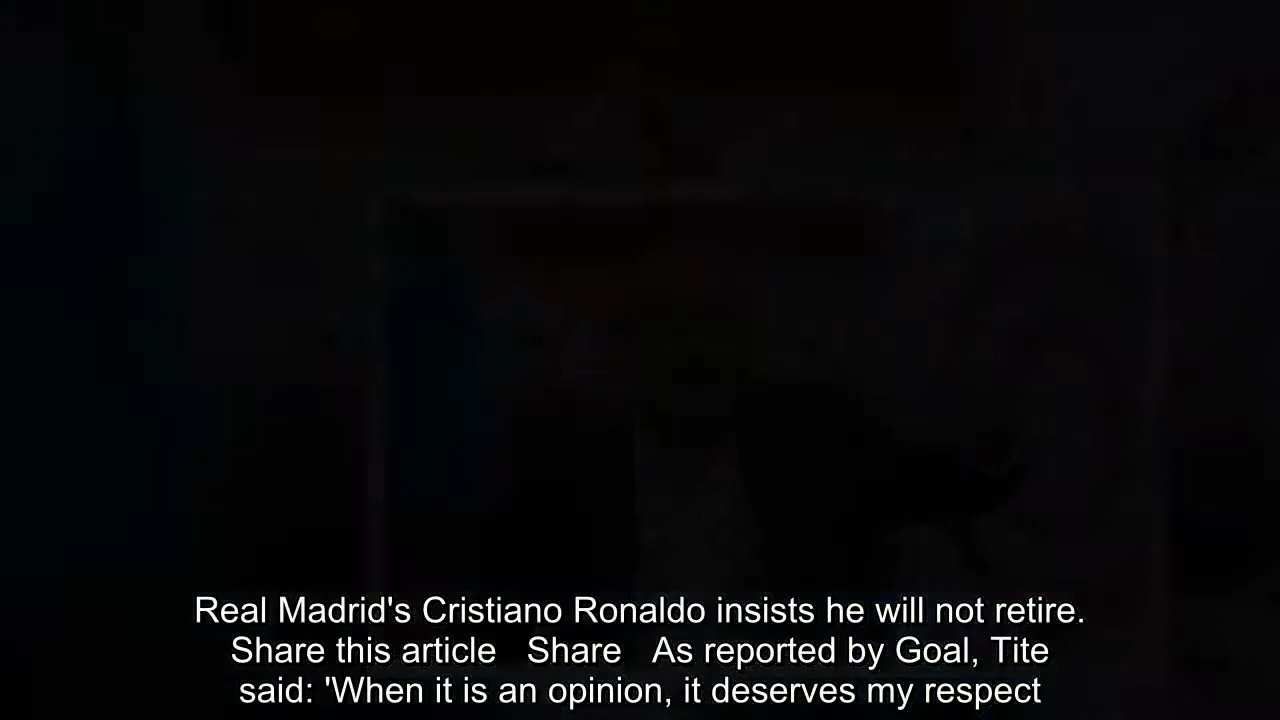 Real Madrid's Cristiano Ronaldo insists he will not retire.
Share this article   Share   As reported by Goal, Tite
said: 'When it is an opinion, it deserves my respect